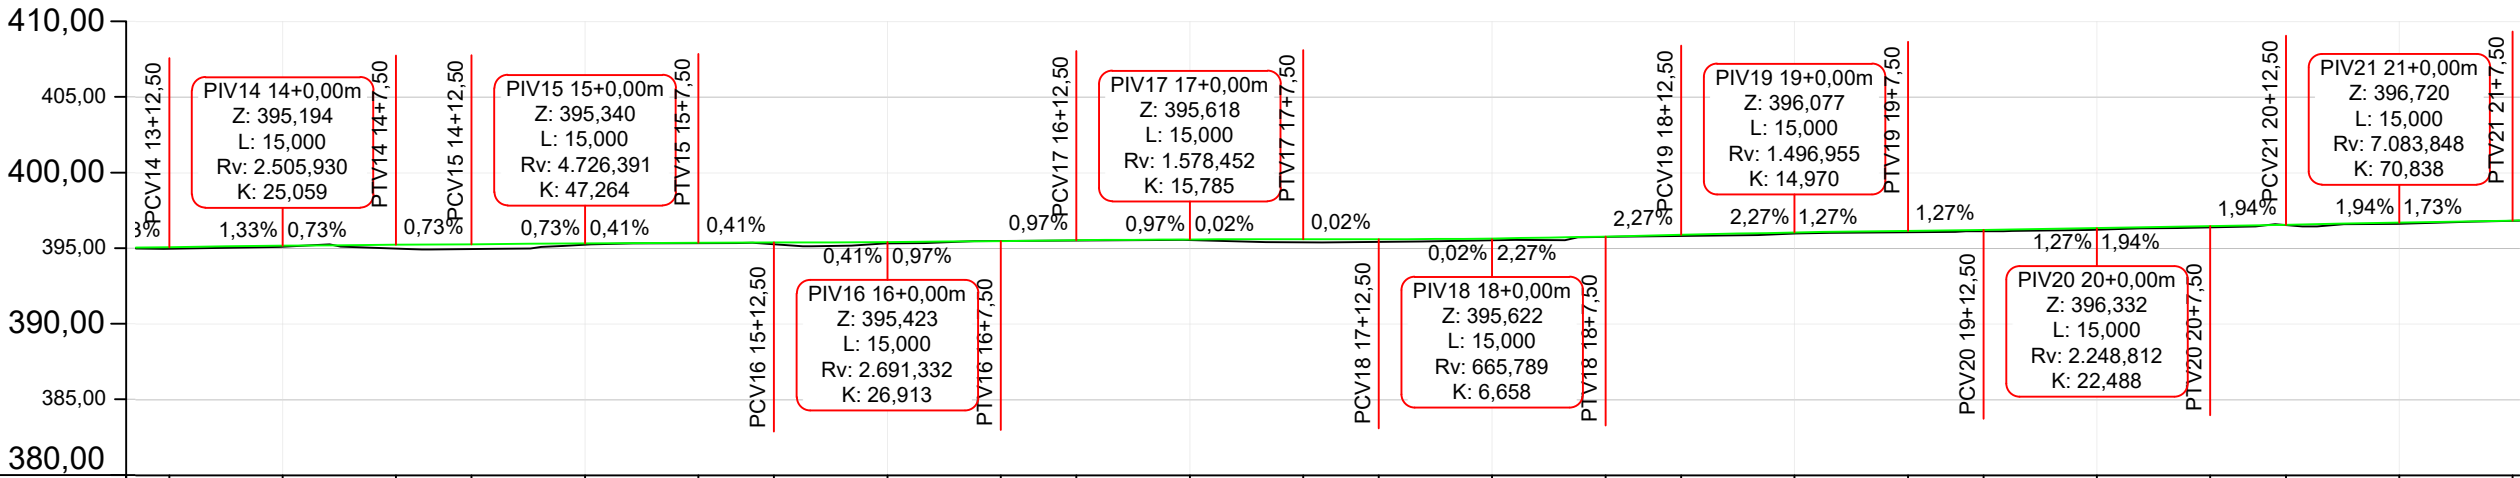 410,00
405,00
400,00
395,00
390,00
385,00
380,00
3%
PCV14 13+12,50
PIV14 14+0,00m
Z: 395,194
L: 15,000
Rv: 2.505,930
K: 25,059
1,33%
0,73%
PTV14 14+7,50
0,73%
PCV15 14+12,50
PIV15 15+0,00m
Z: 395,340
L: 15,000
Rv: 4.726,391
K: 47,264
0,73%
0,41%
PTV15 15+7,50
0,41%
PCV16 15+12,50
0,41%
0,97%
PIV16 16+0,00m
Z: 395,423
L: 15,000
Rv: 2.691,332
K: 26,913
PTV16 16+7,50
0,97%
PCV17 16+12,50
PIV17 17+0,00m
Z: 395,618
L: 15,000
Rv: 1.578,452
K: 15,785
0,97%
0,02%
PTV17 17+7,50
0,02%
PCV18 17+12,50
0,02%
2,27%
PIV18 18+0,00m
Z: 395,622
L: 15,000
Rv: 665,789
K: 6,658
PTV18 18+7,50
2,27%
PCV19 18+12,50
PIV19 19+0,00m
Z: 396,077
L: 15,000
Rv: 1.496,955
K: 14,970
2,27%
1,27%
PTV19 19+7,50
1,27%
PCV20 19+12,50
1,27%
1,94%
PIV20 20+0,00m
Z: 396,332
L: 15,000
Rv: 2.248,812
K: 22,488
PTV20 20+7,50
1,94%
PCV21 20+12,50
PIV21 21+0,00m
Z: 396,720
L: 15,000
Rv: 7.083,848
K: 70,838
1,94%
1,73%
PTV21 21+7,50